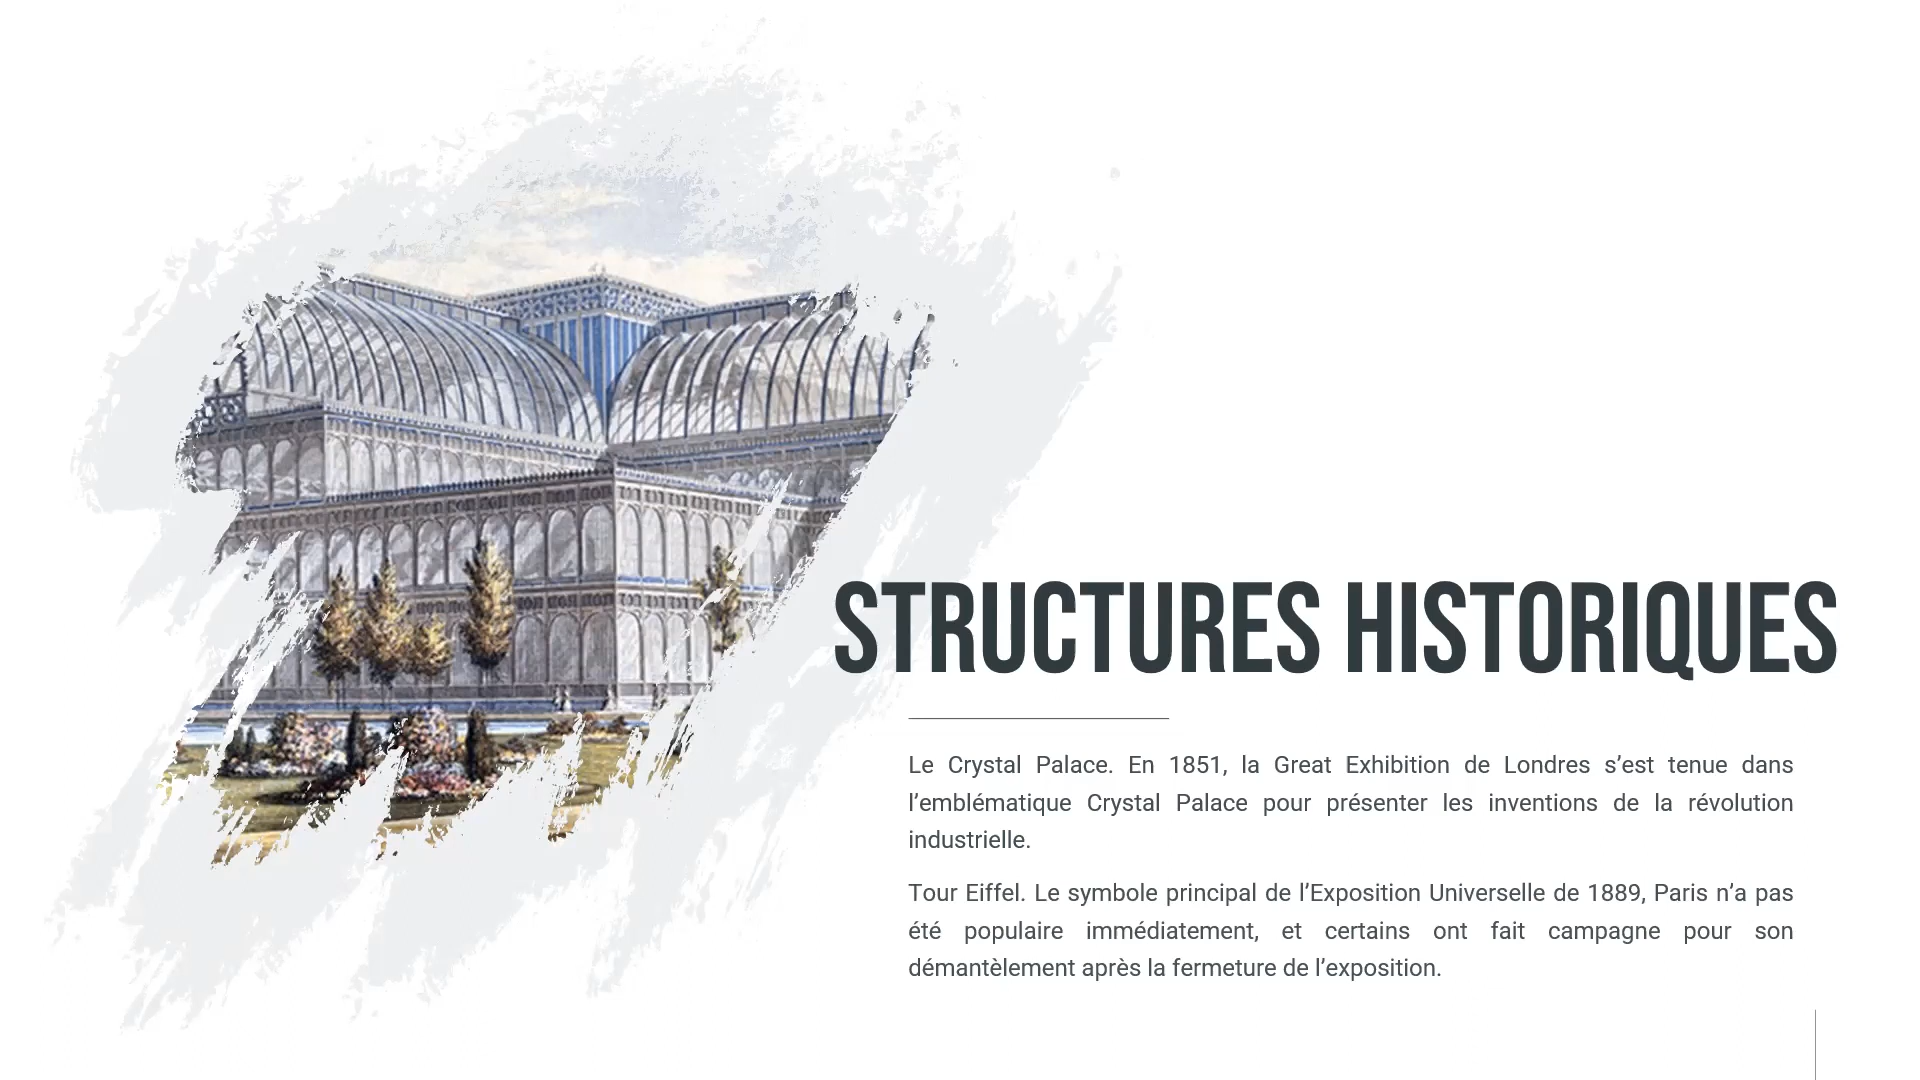 STRUCTURES HISTORIQUES
Le Crystal Palace. En 1851, la Great Exhibition de Londres s’est tenue dans
l’emblématique Crystal Palace pour présenter les inventions de la révolution
industrielle.
Tour Eiffel. Le symbole principal de l’Exposition Universelle de 1889, Paris n’a pas
été populaire immédiatement, et certains ont fait campagne pour son
démantèlement après la fermeture de l’exposition.